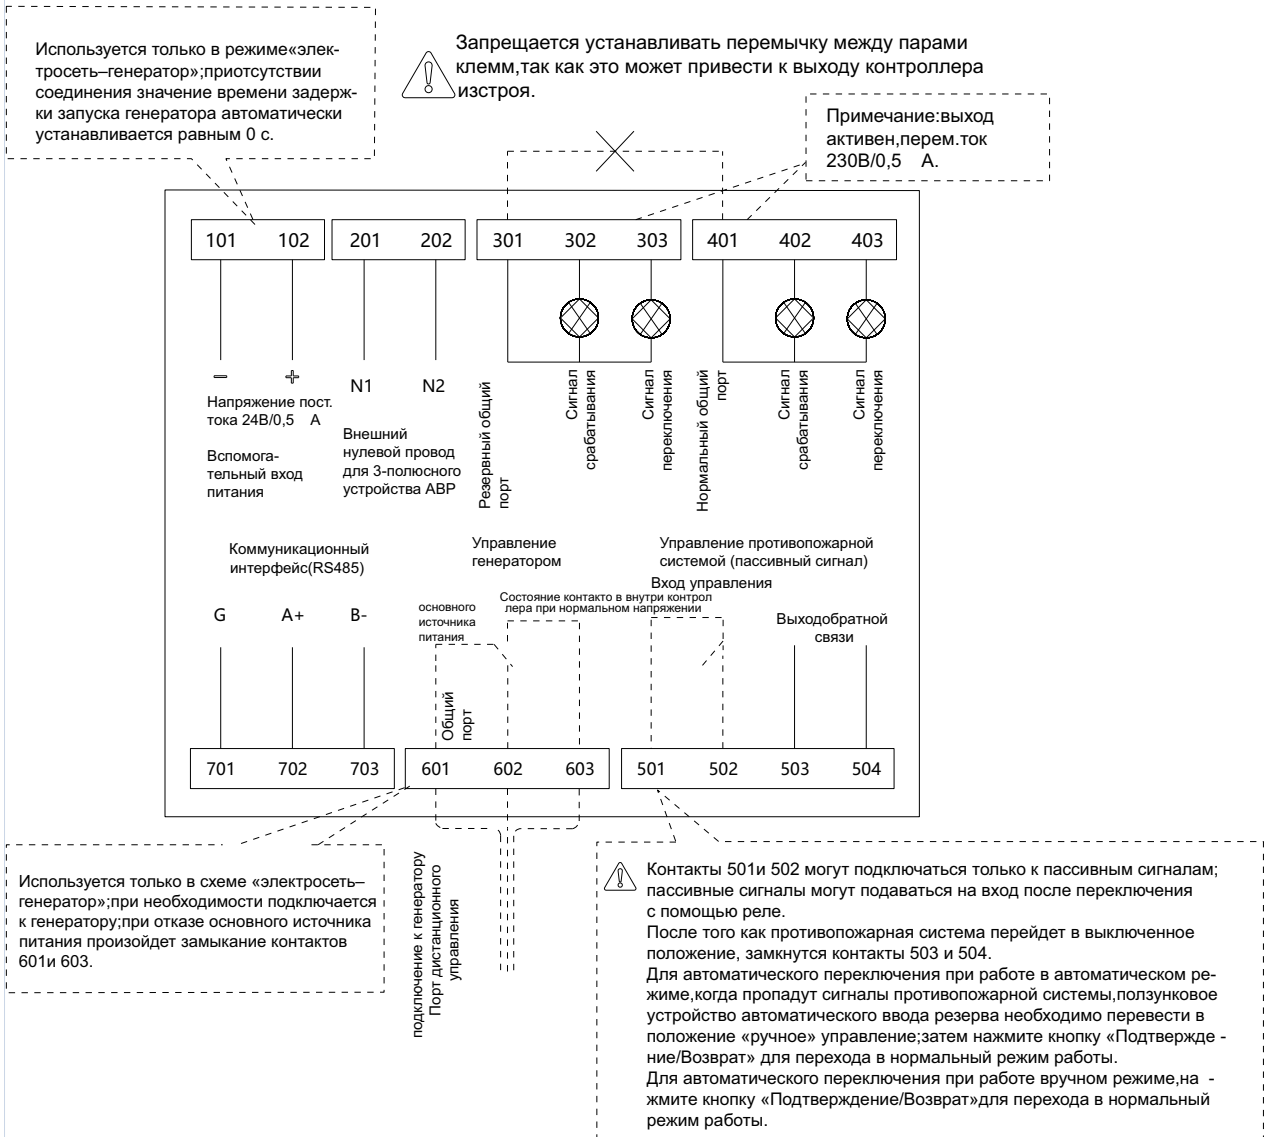 Используется только в режиме«элек-
тросеть–генератор»;приотсутствии
соединения значение времени задерж-
ки запуска генератора автоматически
устанавливается равным 0 с.
Запрещается устанавливать перемычку между парами
клемм,так как это может привести к выходу контроллера
изстроя.
Примечание:выход
активен,перем.ток
230В/0,5 А.
101 102 201 202 301 302 303 401 402 403
Напряжение пост.
тока 24В/0,5 А
Вспомога-
тельный вход
питания
N1 N2
Внешний
нулевой провод
для 3-полюсного
устройства АВР
Резервный общий
порт
Сигнал
срабатывания
Сигнал
переключения
Нормальный общий
порт
Сигнал
срабатывания
Сигнал
переключения
Коммуникационный
интерфейс(RS485)
G A+ B-
Управление
генератором
Управление противопожарной
системой (пассивный сигнал)
Вход управления
основного
источника
питания
Состояние контакто в внутри контрол
лера при нормальном напряжении
Выходобратной
связи
Общий
порт
701 702 703 601 602 603 501 502 503 504
Используется только в схеме «электросеть–
генератор»;при необходимости подключается
к генератору;при отказе основного источника
питания произойдет замыкание контактов
601и 603.
подключение к генератору
Порт дистанционного
управления
Контакты 501и 502 могут подключаться только к пассивным сигналам;
пассивные сигналы могут подаваться на вход после переключения
с помощью реле.
После того как противопожарная система перейдет в выключенное
положение, замкнутся контакты 503 и 504.
Для автоматического переключения при работе в автоматическом ре-
жиме,когда пропадут сигналы противопожарной системы,ползунковое
устройство автоматического ввода резерва необходимо перевести в
положение «ручное» управление;затем нажмите кнопку «Подтвержде -
ние/Возврат» для перехода в нормальный режим работы.
Для автоматического переключения при работе вручном режиме,на -
жмите кнопку «Подтверждение/Возврат»для перехода в нормальный
режим работы.